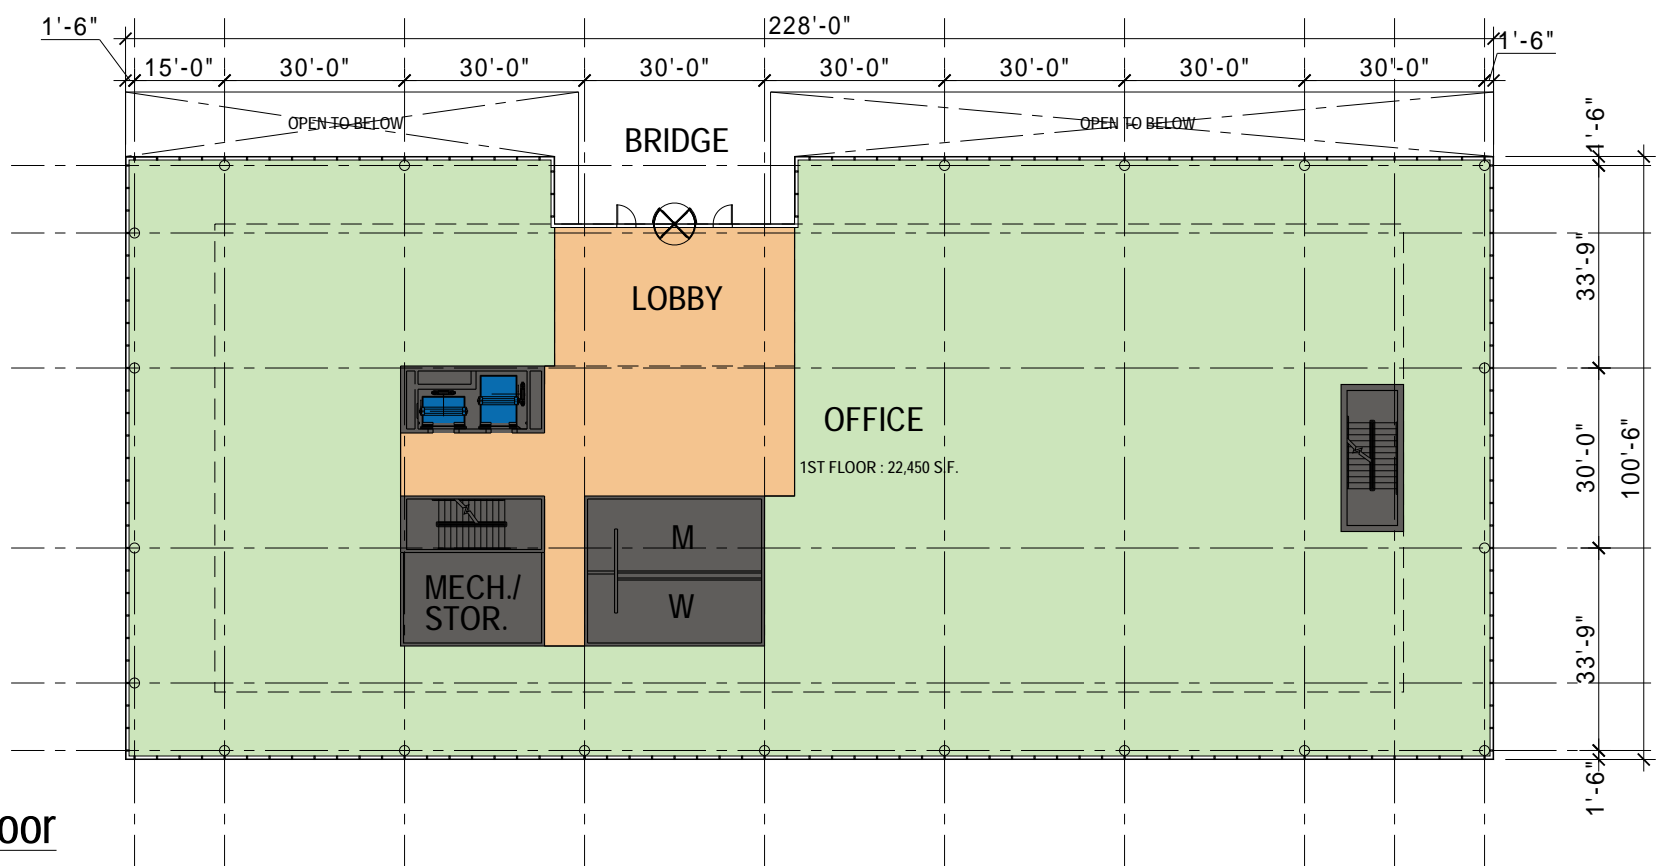 228'-0"
1'-6"
1'-6"
15'-0" 30'-0" 30'-0" 30'-0" 30'-0" 30'-0" 30'-0" 30'-0"
OPEN TO BELOW
OPEN TO BELOW
BRIDGE
4'-6"
33'-9"
LOBBY
OFFICE
1ST FLOOR : 22,450 S.F.
30'-0"
100'-6"
M
MECH./
STOR.
W
33'-9"
1'-6"
oor